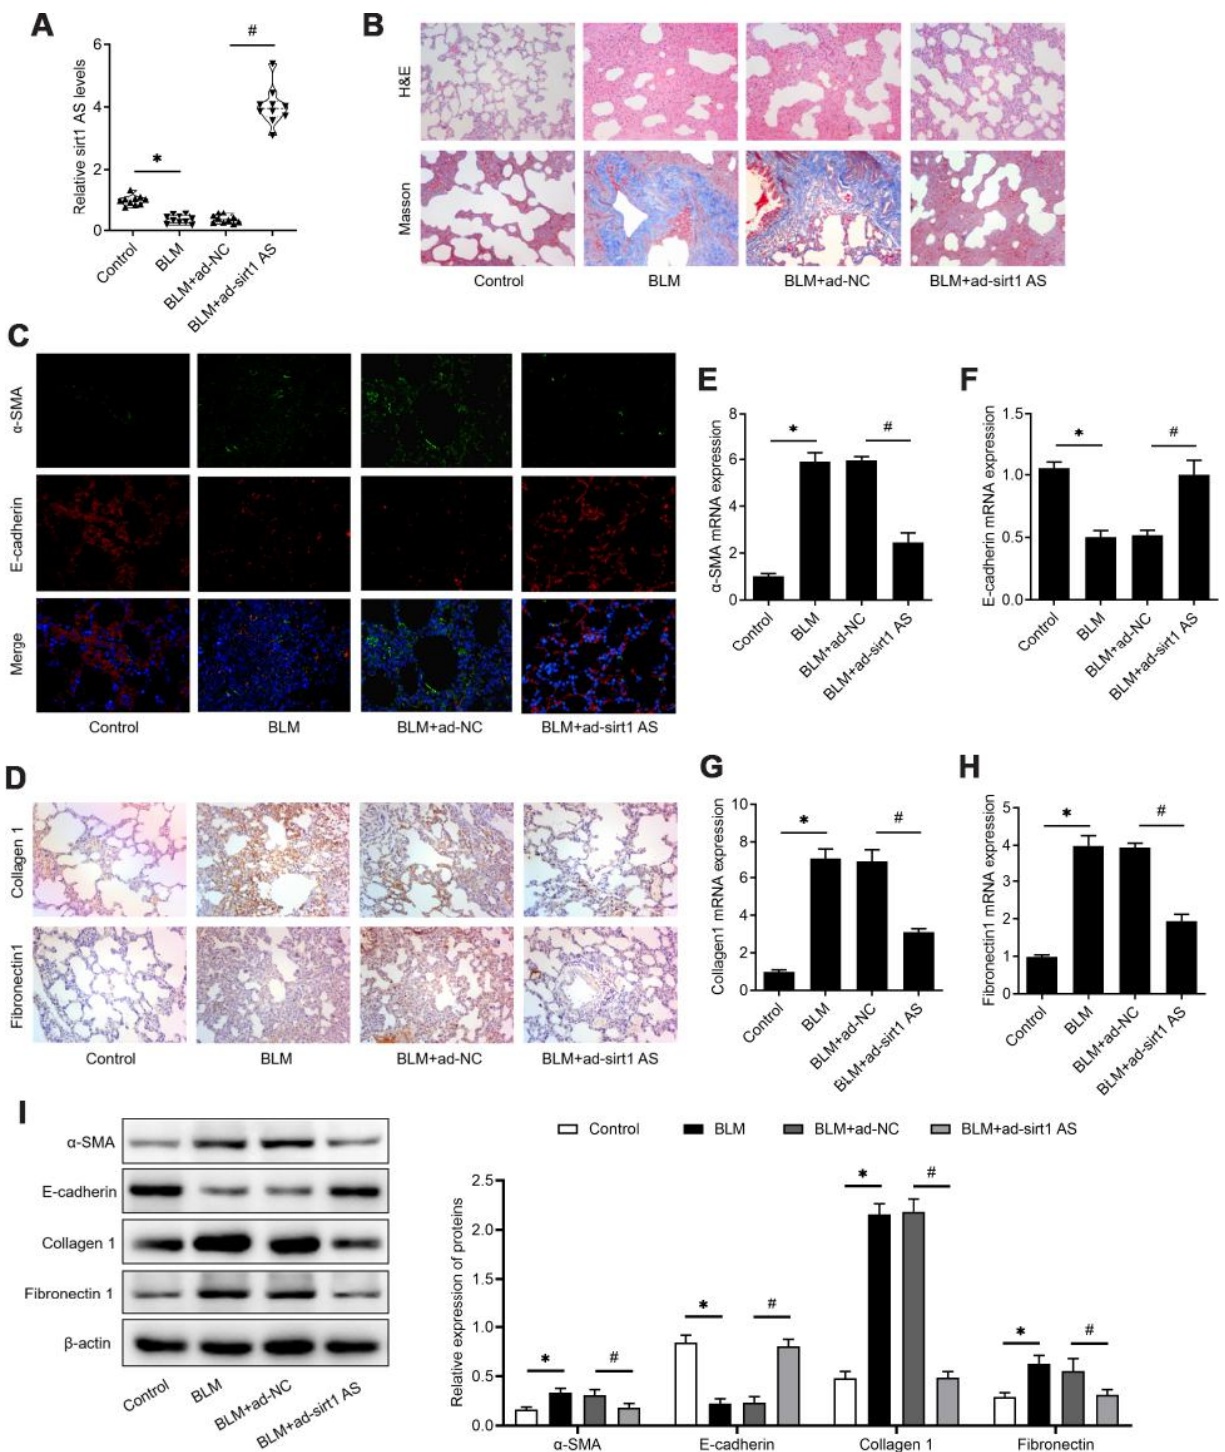 A
Relative sirt1 AS levels
6
4
2
0
*
#
Control
BLM
BLM+ad-NC
BLM+ad-sirt1 AS
B
H&E
Masson
Control
BLM
BLM+ad-NC
BLM+ad-sirt1 AS
C
α-SMA
E-cadherin
Merge
Control
BLM
BLM+ad-NC
BLM+ad-sirt1 AS
E
α-SMA mRNA expression
8
6
4
2
0
*
#
Control
BLM
BLM+ad-NC
BLM+ad-sirt1 AS
F
E-cadherin mRNA expression
1.5
1.0
0.5
0.0
*
#
Control
BLM
BLM+ad-NC
BLM+ad-sirt1 AS
D
Collagen 1
Fibronectin1
Control
BLM
BLM+ad-NC
BLM+ad-sirt1 AS
G
Collagen1 mRNA expression
10
8
6
4
2
0
*
#
Control
BLM
BLM+ad-NC
BLM+ad-sirt1 AS
H
Fibronectin1 mRNA expression
5
4
3
2
1
0
*
#
Control
BLM
BLM+ad-NC
BLM+ad-sirt1 AS
I
α-SMA
E-cadherin
Collagen 1
Fibronectin 1
β-actin
Control
BLM
BLM+ad-NC
BLM+ad-sirt1 AS
Control BLM BLM+ad-NC BLM+ad-sirt1 AS
Relative expression of proteins
2.5
2.0
1.5
1.0
0.5
0.0
* #
* #
* #
* #
α-SMA E-cadherin Collagen 1 Fibronectin